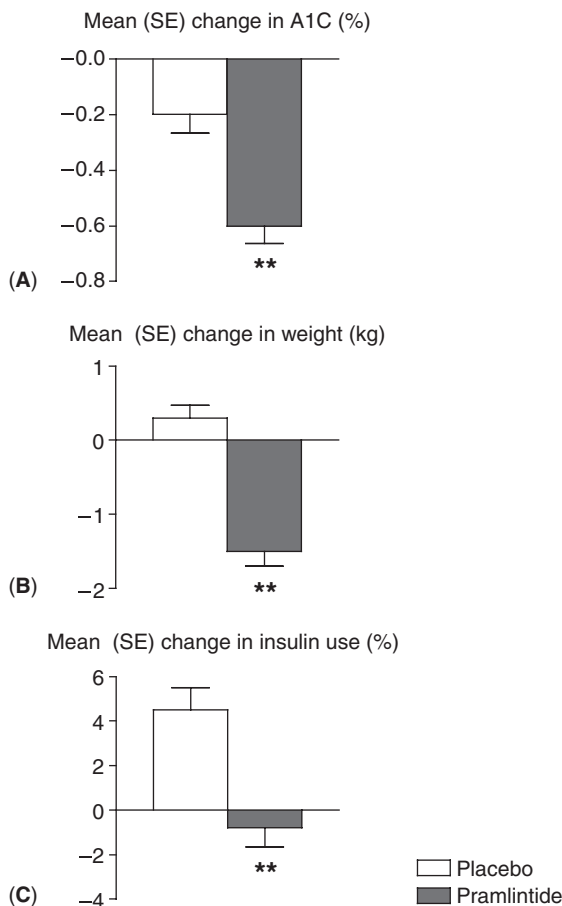 Mean (SE) change in A1C (%)
−0.0
−0.2
−0.4
−0.6
**
(A) −0.8
Mean (SE) change in weight (kg)
1
0
−1
(B) −2
**
Mean (SE) change in insulin use (%)
6
4
2
0
−2
**
Placebo
(C) −4
Pramlintide